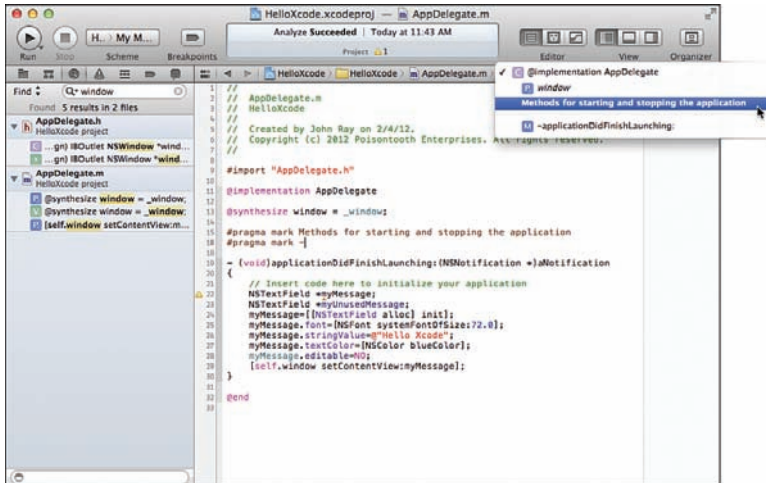 HelloXcode.xcodeproj — AppDelegate.m
H... My M...
Analyze Succeeded | Today at 11:43 AM
Project 1
Run Stop Scheme Breakpoints Editor View Organizer
HelloXcode HelloXcode AppDelegate.m
@implementation AppDelegate
window
Methods for starting and stopping the application
-applicationDidFinishLaunching:
Find window
Found 5 results in 2 files
AppDelegate.h
HelloXcode project
...gn) IBOutlet NSWindow *wind...
...gn) IBOutlet NSWindow *wind...
AppDelegate.m
HelloXcode project
@synthesize window = _window;
@synthesize window = _window;
[self.window setContentView:m...
//
// AppDelegate.m
// HelloXcode
//
// Created by John Ray on 2/4/12.
// Copyright (c) 2012 Poisontooth Enterprises. All rights reserved.
//
#import "AppDelegate.h"
@implementation AppDelegate
@synthesize window = _window;
#pragma mark Methods for starting and stopping the application
#pragma mark -
- (void)applicationDidFinishLaunching:(NSNotification *)aNotification
{
// Insert code here to initialize your application
NSTextField *myMessage;
NSTextField *myUnusedMessage;
myMessage=[[NSTextField alloc] init];
myMessage.font=[NSFont systemFontOfSize:72.0];
myMessage.stringValue=@"Hello Xcode";
myMessage.textColor=[NSColor blueColor];
myMessage.editable=NO;
[self.window setContentView:myMessage];
}
@end